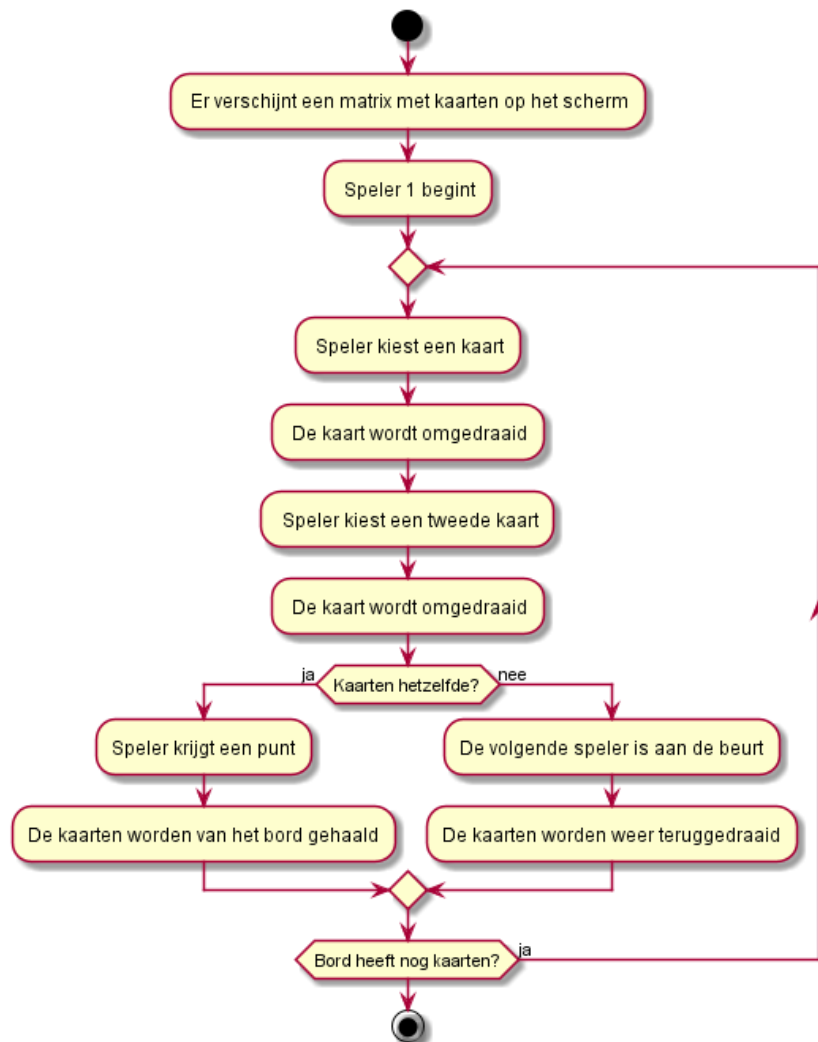 Er verschijnt een matrix met kaarten op het scherm
Speler 1 begint
Speler kiest een kaart
De kaart wordt omgedraaid
Speler kiest een tweede kaart
De kaart wordt omgedraaid
ja
Kaarten hetzelfde?
nee
Speler krijgt een punt
De volgende speler is aan de beurt
De kaarten worden van het bord gehaald
De kaarten worden weer teruggedraaid
Bord heeft nog kaarten?
ja